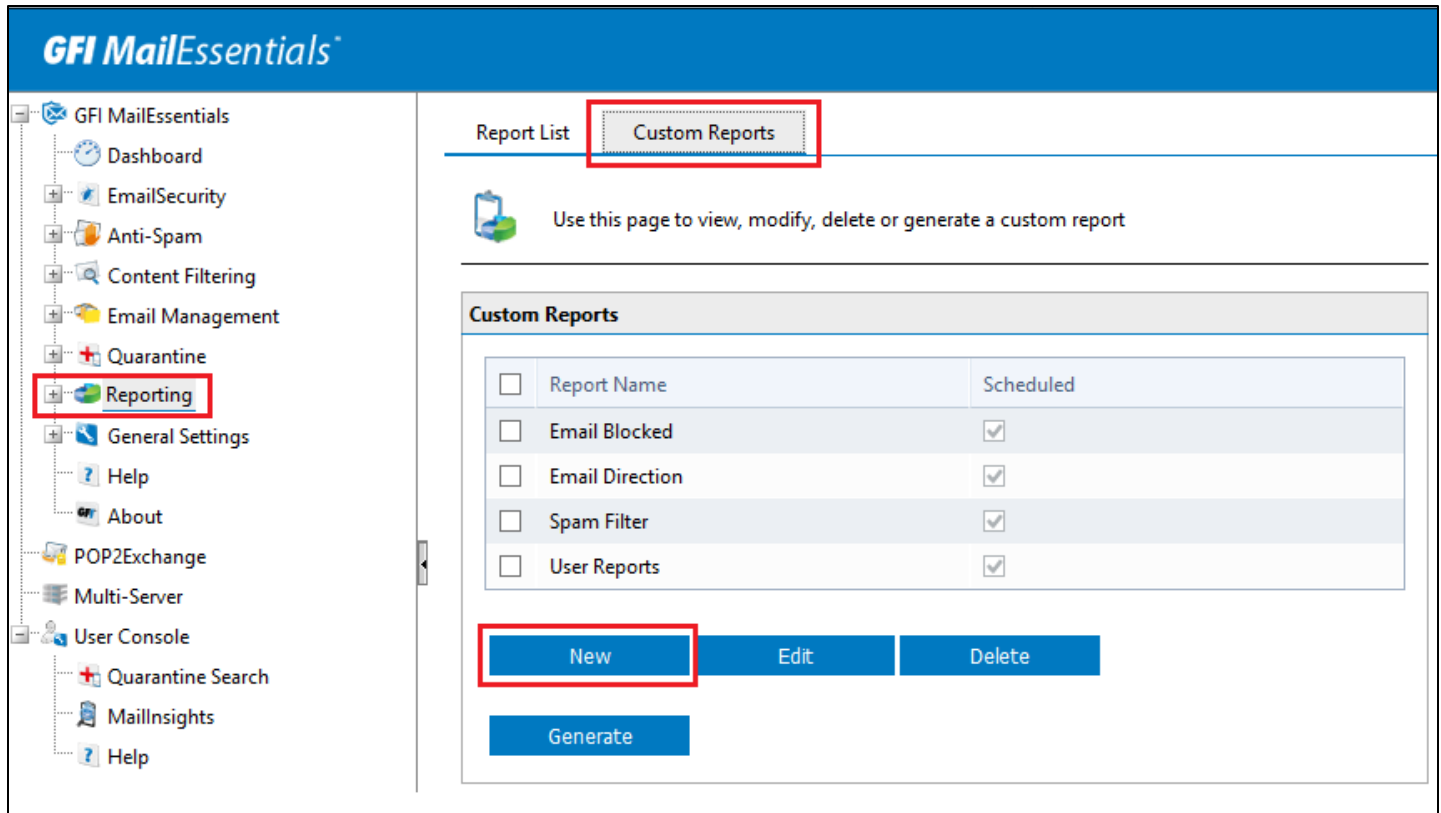 GFI MailEssentials
GFI MailEssentials
Dashboard
EmailSecurity
Anti-Spam
Content Filtering
Email Management
Quarantine
Reporting
General Settings
Help
About
POP2Exchange
Multi-Server
User Console
Quarantine Search
MailInsights
Help
Report List Custom Reports
Use this page to view, modify, delete or generate a custom report
Custom Reports
Report Name Scheduled
Email Blocked
Email Direction
Spam Filter
User Reports
New Edit Delete
Generate